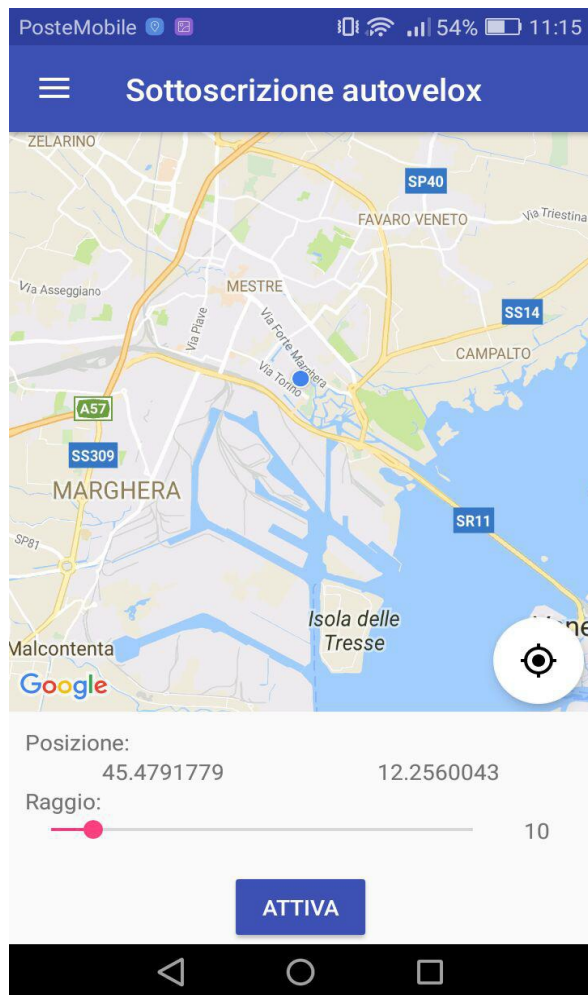 PosteMobile 54% 11:15
Sottoscrizione autovelox
ZELARINO
SP40
FAVARO VENETO
Via Triestina
Via Asseggiano
MESTRE
SS14
Via Piave
Via Forte Marghera
CAMPALTO
Via Torino
A57
SS309
MARGHERA
SR11
SP81
Isola delle
Tresse
Malcontenta
Google
Posizione:
45.4791779 12.2560043
Raggio:
10
ATTIVA